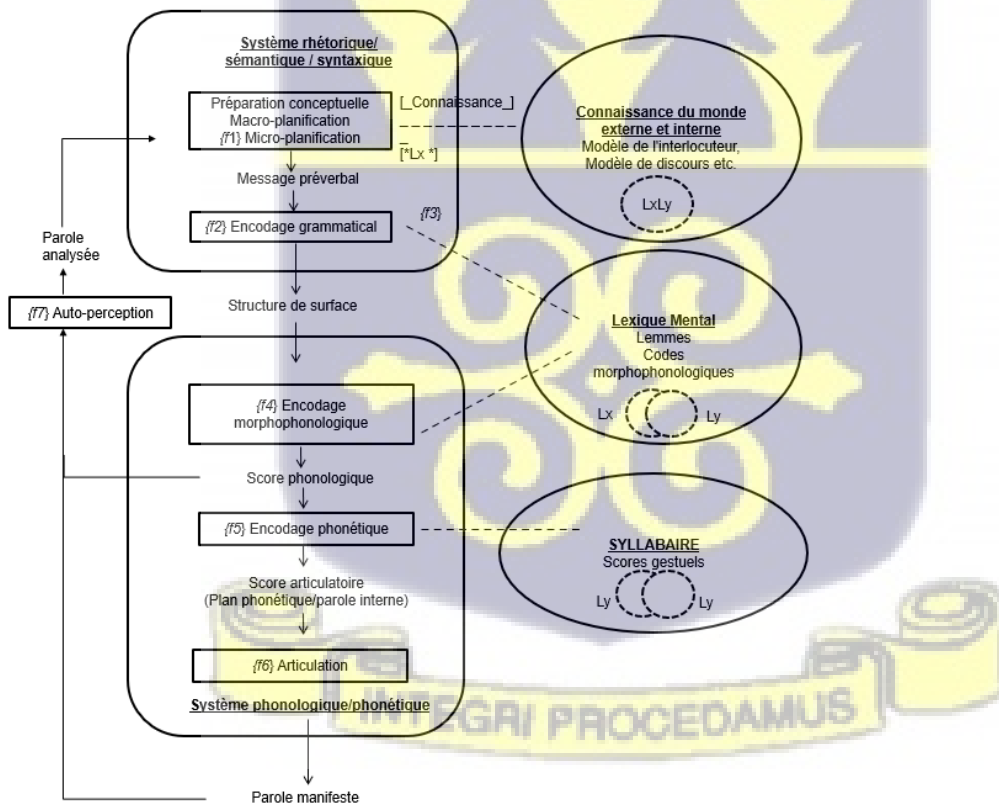 Système rhétorique/
sémantique / syntaxique
Préparation conceptuelle
Macro-planification
{f1} Micro-planification
[_Connaissance_]
[*Lx *]
Message préverbal
{f2} Encodage grammatical
{f3}
Structure de surface
Parole
analysée
{f7} Auto-perception
{f4} Encodage
morphophonologique
Score phonologique
{f5} Encodage phonétique
Score articulatoire
(Plan phonétique/parole interne)
{f6} Articulation
Système phonologique/phonétique
Parole manifeste
Connaissance du monde
externe et interne
Modèle de l'interlocuteur,
Modèle de discours etc.
LxLy
Lexique Mental
Lemmes
Codes
morphophonologiques
Lx Ly
SYLLABAIRE
Scores gestuels
Ly Ly
INTEGRI PROCEDAMUS